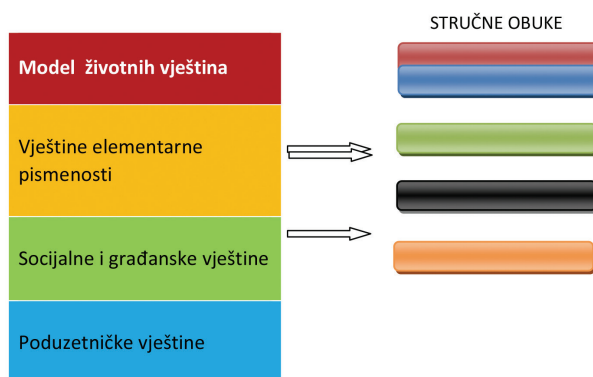 STRUČNE OBUKE
Model životnih vještina
Vještine elementarne
pismenosti
Socijalne i građanske vještine
Poduzetničke vještine